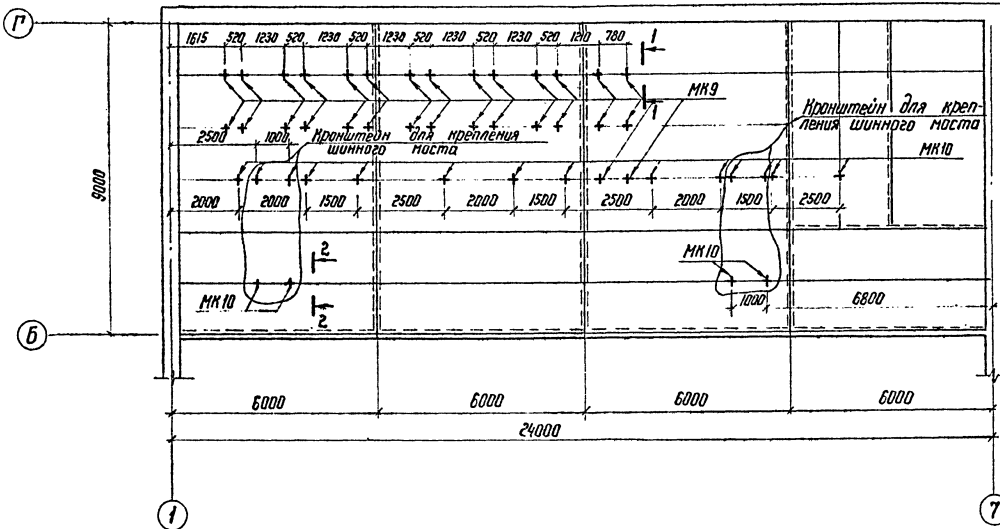 Г
1615 520 1230 520 1230 520 1230 520 1230 520 1230 520 1210 780
1
1
МК9
Кронштейн для креп-
ления шинного моста
2500 1000
Кронштейн для крепления
шинного моста
МК10
9000
2000 2000 1500 2500 2000 1500 2500 2000 1500 2500
2
МК10
МК10
1000
6800
2
Б
6000 6000 6000 6000
24000
1
7